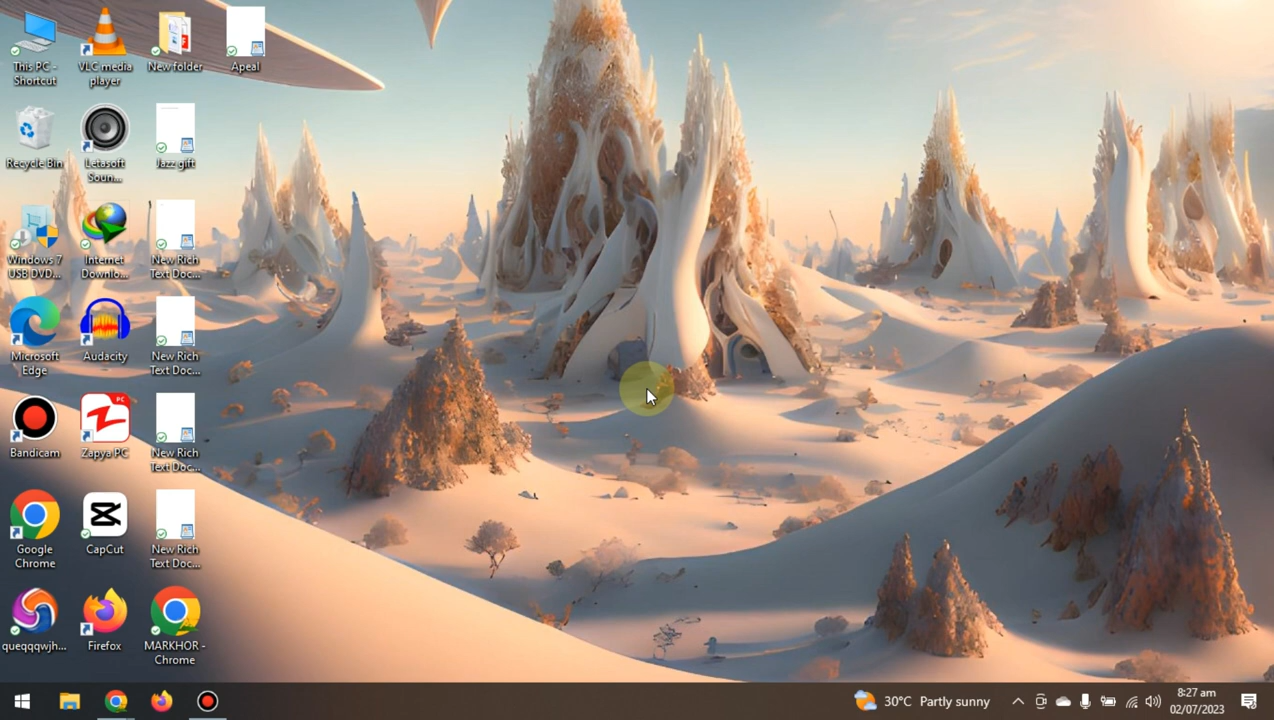 This PC -
Shortcut
VLC media
player
New folder
Apeal
Recycle Bin
Letasoft
Soun...
Jazz gift
Windows 7
USB DVD...
Internet
Downlo...
New Rich
Text Doc...
Microsoft
Edge
Audacity
New Rich
Text Doc...
Bandicam
PC
Zapya PC
New Rich
Text Doc...
Google
Chrome
CapCut
New Rich
Text Doc...
queqqqwjh...
Firefox
MARKHOR -
Chrome
30°C Partly sunny
8:27 am
02/07/2023